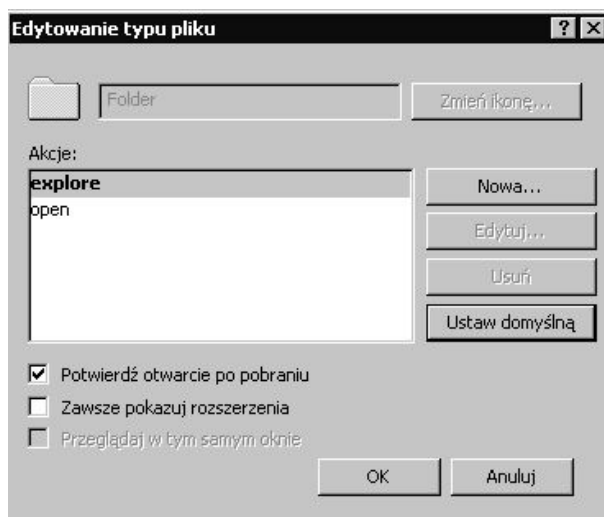 Edytowanie typu pliku
Folder
Zmień ikonę...
Akcje:
explore
open
Nowa...
Edytuj...
Usuń
Ustaw domyślną
Potwierdź otwarcie po pobraniu
Zawsze pokazuj rozszerzenia
Przeglądaj w tym samym oknie
OK
Anuluj